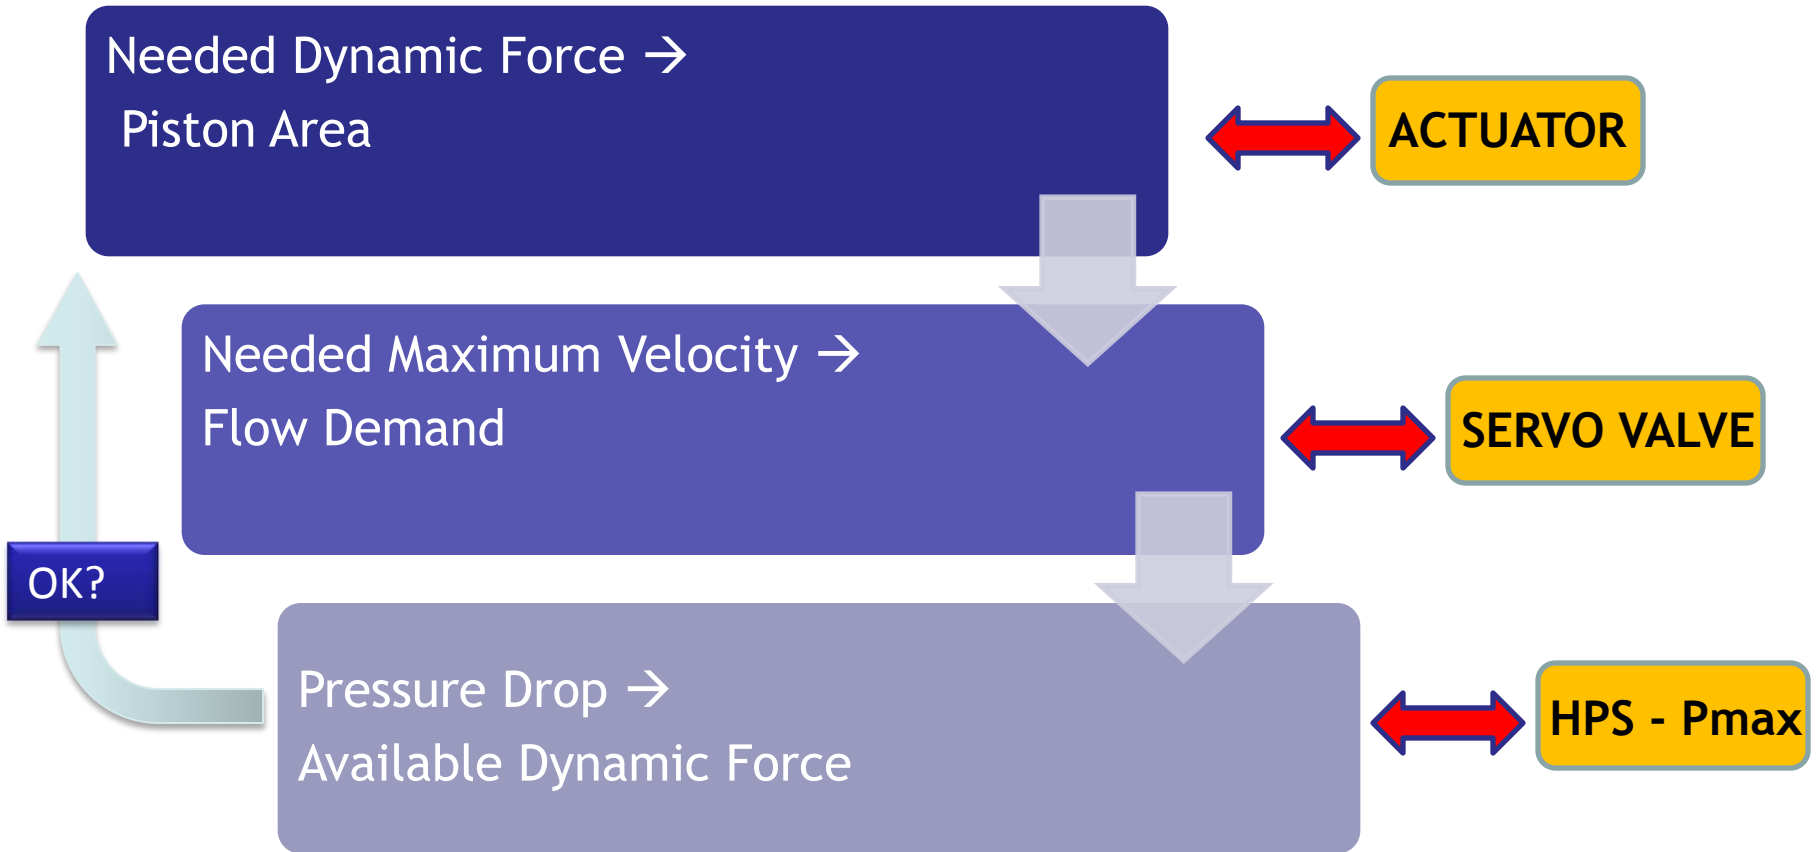 Needed Dynamic Force →
Piston Area
ACTUATOR
Needed Maximum Velocity →
Flow Demand
SERVO VALVE
OK?
Pressure Drop →
Available Dynamic Force
HPS - Pmax